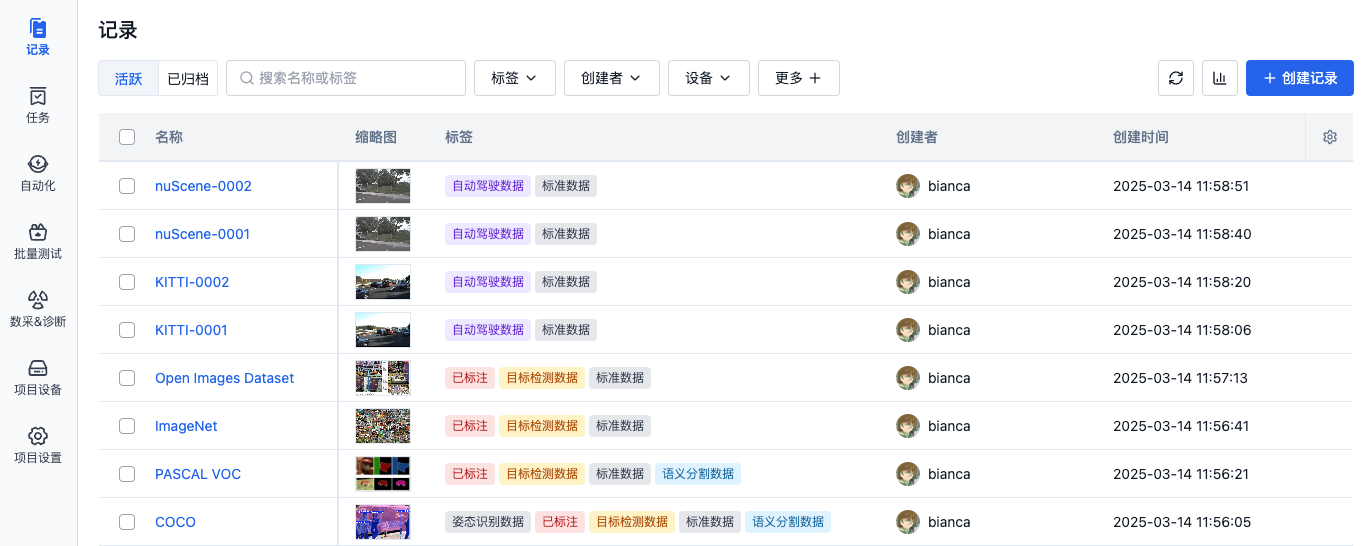 记录
任务
自动化
批量测试
数采&诊断
项目设备
项目设置
记录
活跃 已归档 搜索名称或标签 标签 创建者 设备 更多 创建记录
名称 缩略图 标签 创建者 创建时间
nuScene-0002 自动驾驶数据 标准数据 bianca 2025-03-14 11:58:51
nuScene-0001 自动驾驶数据 标准数据 bianca 2025-03-14 11:58:40
KITTI-0002 自动驾驶数据 标准数据 bianca 2025-03-14 11:58:20
KITTI-0001 自动驾驶数据 标准数据 bianca 2025-03-14 11:58:06
Open Images Dataset 已标注 目标检测数据 标准数据 bianca 2025-03-14 11:57:13
ImageNet 已标注 目标检测数据 标准数据 bianca 2025-03-14 11:56:41
PASCAL VOC 已标注 目标检测数据 标准数据 语义分割数据 bianca 2025-03-14 11:56:21
COCO 姿态识别数据 已标注 目标检测数据 标准数据 语义分割数据 bianca 2025-03-14 11:56:05